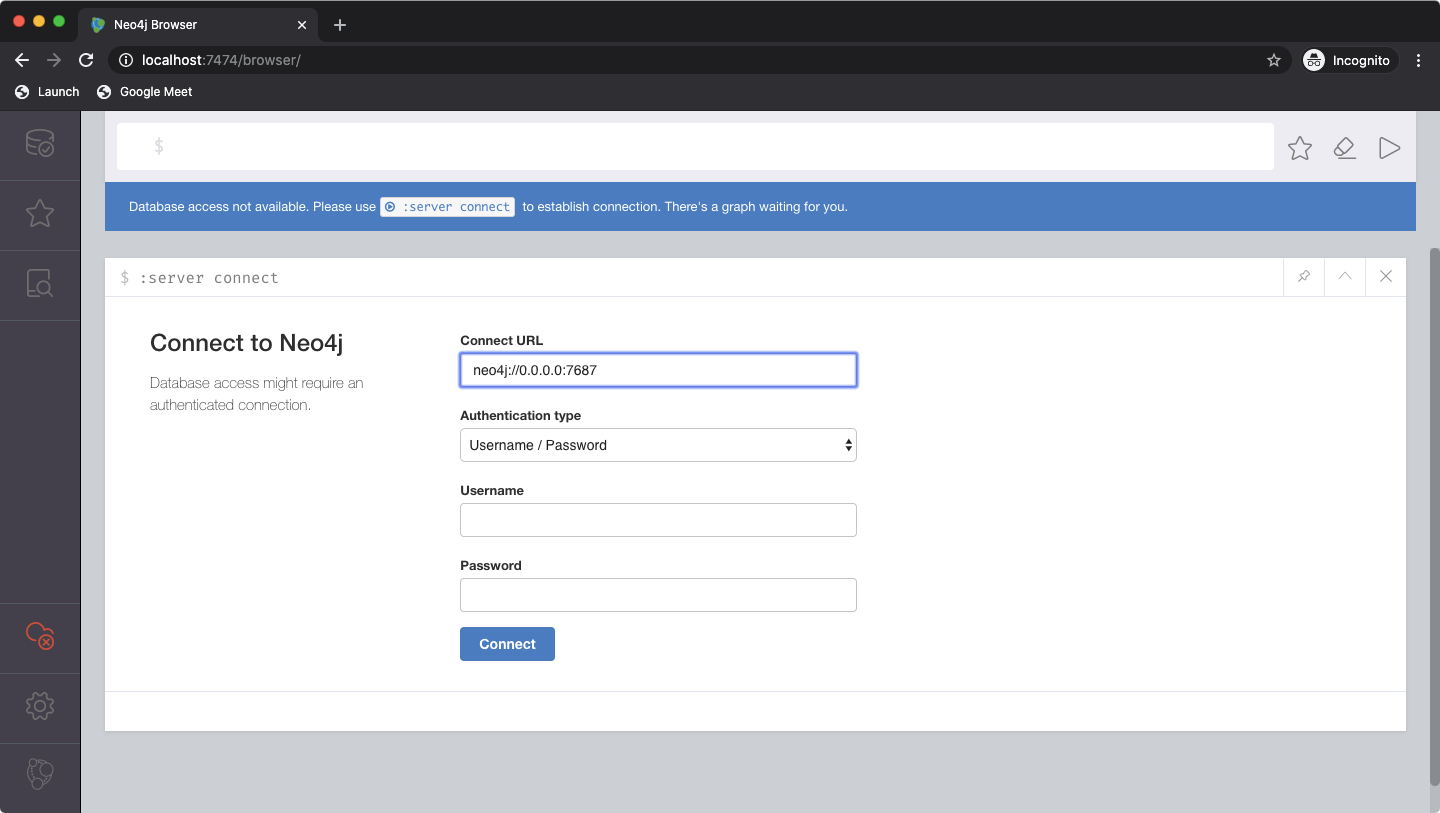 Neo4j Browser
localhost:7474/browser/
Incognito
Launch
Google Meet
$
Database access not available. Please use :server connect to establish connection. There's a graph waiting for you.
$ :server connect
Connect to Neo4j
Database access might require an
authenticated connection.
Connect URL
neo4j://0.0.0.0:7687
Authentication type
Username / Password
Username
Password
Connect